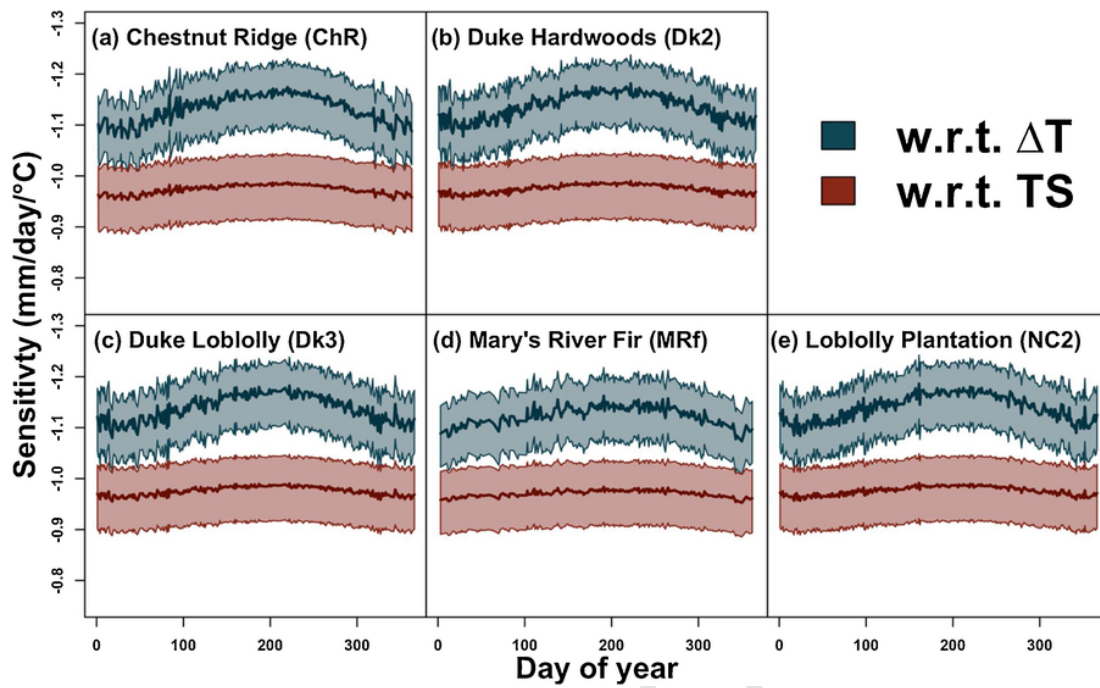 (a) Chestnut Ridge (ChR)
(b) Duke Hardwoods (Dk2)
w.r.t. ΔT
w.r.t. TS
-1.3
-1.2
-1.1
-1.0
-0.9
-0.8
(c) Duke Loblolly (Dk3)
(d) Mary's River Fir (MRf)
(e) Loblolly Plantation (NC2)
-1.3
-1.2
-1.1
-1.0
-0.9
-0.8
Sensitivty (mm/day/°C)
0 100 200 300
0 100 200 300
0 100 200 300
Day of year